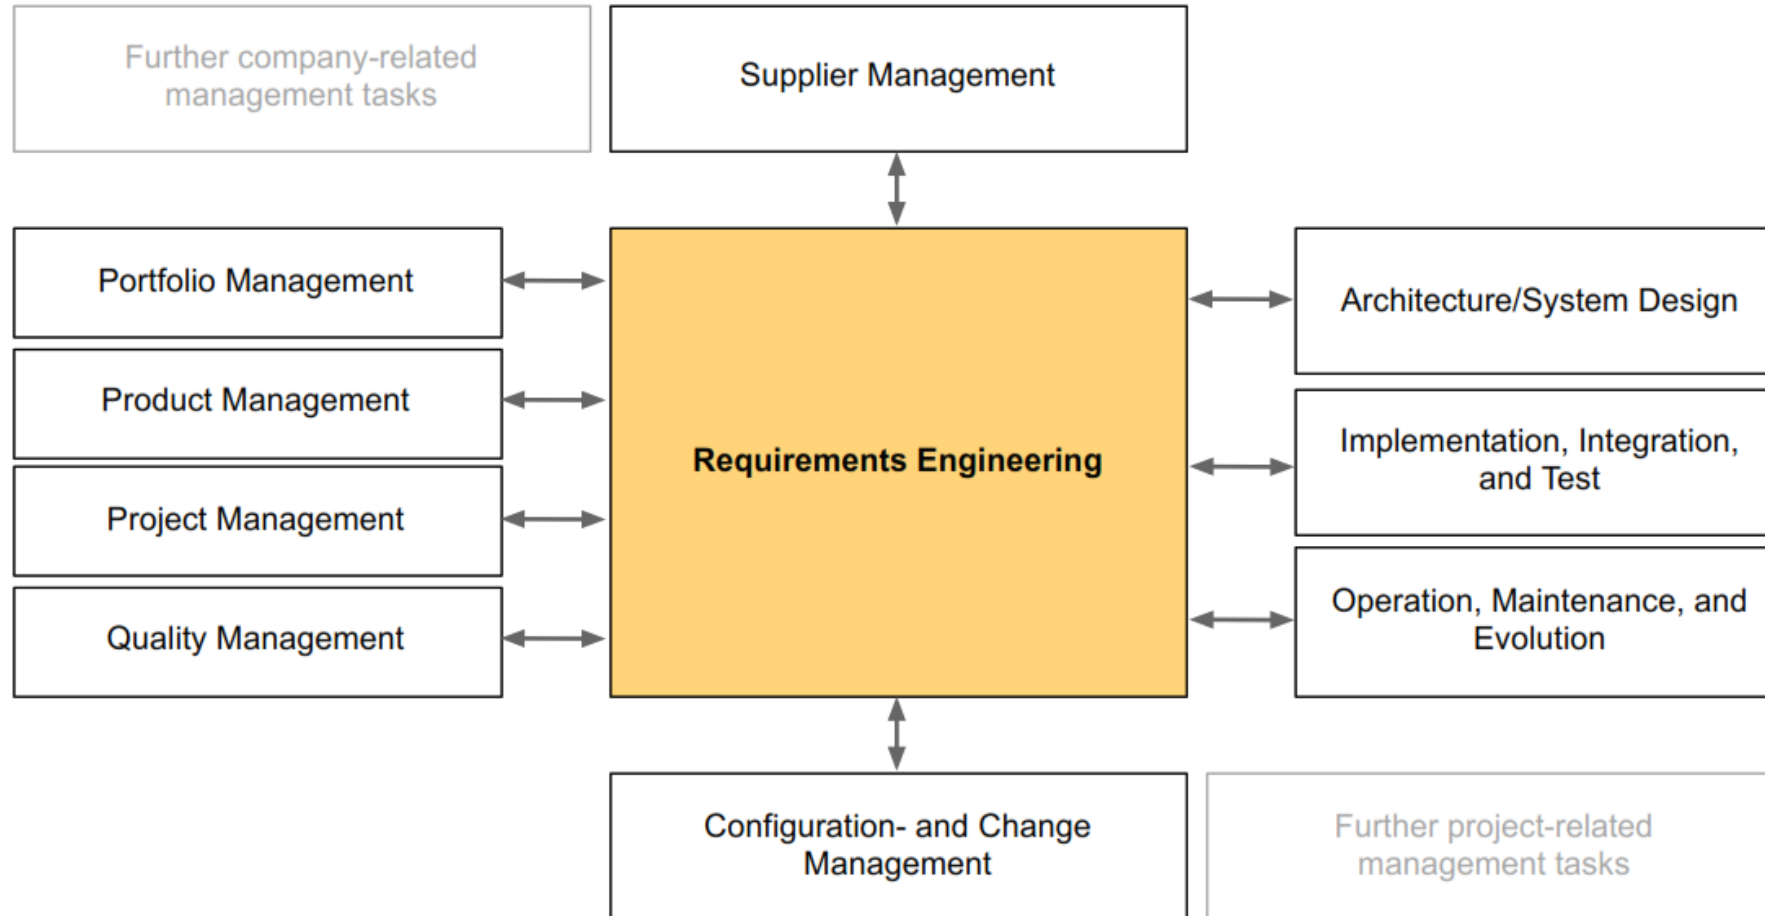 Further company-related
management tasks
Supplier Management
Portfolio Management
Product Management
Project Management
Quality Management
Requirements Engineering
Architecture/System Design
Implementation, Integration,
and Test
Operation, Maintenance, and
Evolution
Configuration- and Change
Management
Further project-related
management tasks